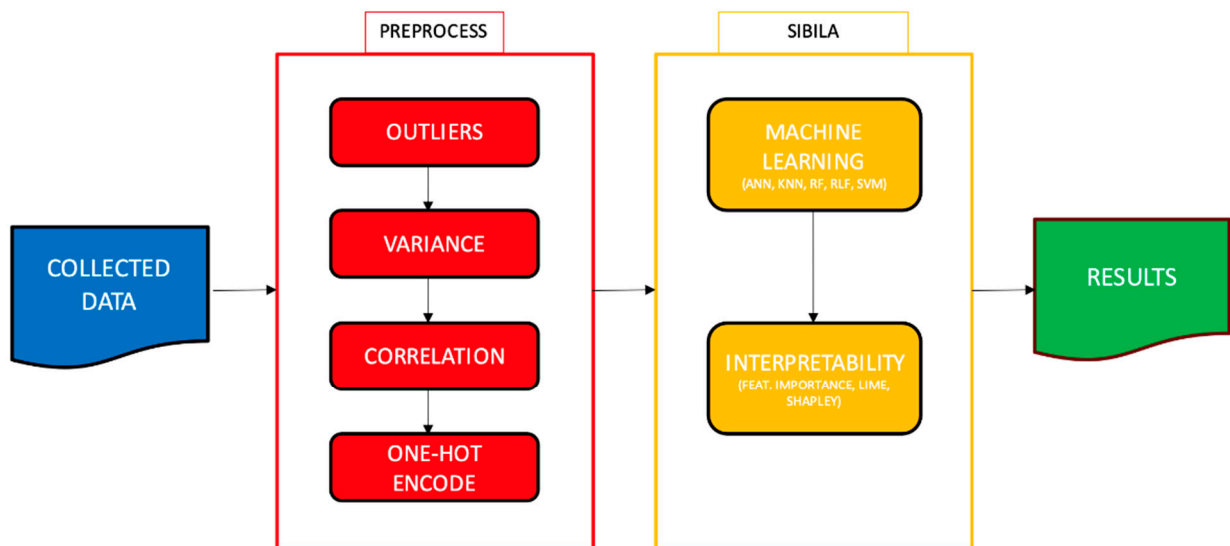 PREPROCESS
SIBILA
OUTLIERS
VARIANCE
CORRELATION
ONE-HOT
ENCODE
MACHINE
LEARNING
(ANN, KNN, RF, RLF, SVM)
INTERPRETABILITY
(FEAT. IMPORTANCE, LIME,
SHAPLEY)
COLLECTED
DATA
RESULTS